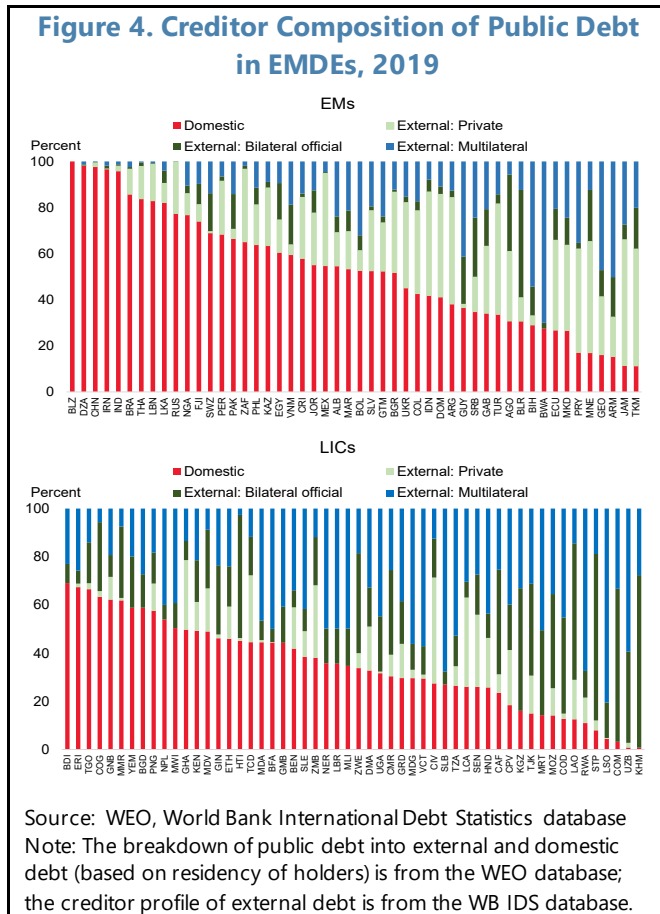 Figure 4. Creditor Composition of Public Debt
in EMDEs, 2019
EMs
Domestic External: Private
Percent External: Bilateral official External: Multilateral
100
80
60
40
20
0
BLZ DZA CHN IRN IND BRA THA LBN LKA RUS NGA FJI SWZ PER PAK ZAF PHL KAZ EGY VNM CRI JOR MEX ALB MAR BOL SLV GTM BGR UKR COL IDN DOM ARG GUY SRB GAB TUR AGO BLR BIH BWA ECU MKD PRY MNE GEO ARM JAM TKM
LICs
Domestic External: Private
Percent External: Bilateral official External: Multilateral
100
80
60
40
20
0
BDI ERI TGO COG GNB MMR YEM BGD PNG NPL MWI GHA KEN MDV GIN ETH HTI TCD MDA BFA GMB BEN SLE ZMB NER LBR MLI ZWE DMA UGA CMR GRD MDG VCT CIV SLB TZA LCA SEN HND CAF CPV KGZ TJK MRT MOZ COD LAO RWA STP LSO COM UZB KHM
Source: WEO, World Bank International Debt Statistics database
Note: The breakdown of public debt into external and domestic
debt (based on residency of holders) is from the WEO database;
the creditor profile of external debt is from the WB IDS database.